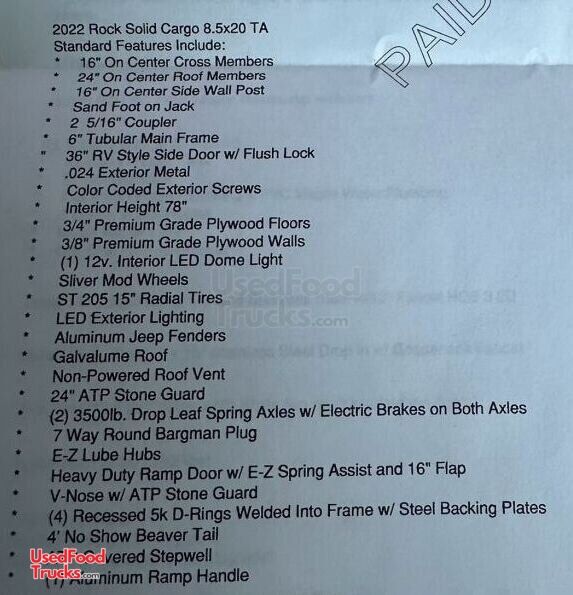 PAID
2022 Rock Solid Cargo 8.5x20 TA
Standard Features Include:
* 16" On Center Cross Members
* 24" On Center Roof Members
* 16" On Center Side Wall Post
* Sand Foot on Jack
* 2 5/16" Coupler
* 6" Tubular Main Frame
" 36" RV Style Side Door w/ Flush Lock
* .024 Exterior Metal
* Color Coded Exterior Screws
* Interior Height 78"
* 3/4" Premium Grade Plywood Floors
* 3/8" Premium Grade Plywood Walls
* (1) 12v. Interior LED Dome Light
* Sliver Mod Wheels
* ST 205 15" Radial Tires
* LED Exterior Lighting
* Aluminum Jeep Fenders
* Galvalume Roof
* Non-Powered Roof Vent
* 24" ATP Stone Guard
* (2) 3500lb. Drop Leaf Spring Axles w/ Electric Brakes on Both Axles
* 7 Way Round Bargman Plug
* E-Z Lube Hubs
* Heavy Duty Ramp Door w/ E-Z Spring Assist and 16" Flap
* V-Nose w/ ATP Stone Guard
* (4) Recessed 5k D-Rings Welded Into Frame w/ Steel Backing Plates
* 4' No Show Beaver Tail
* Covered Stepwell
* (1) Aluminum Ramp Handle
UsedFood
Trucks.com
UsedFood
Trucks.com